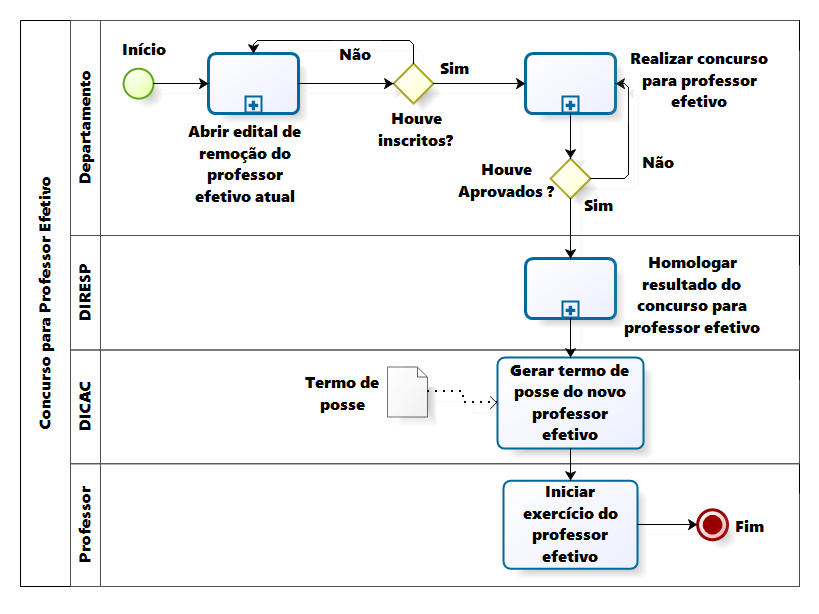 Concurso para Professor Efetivo
Departamento
Início
Não
Sim
Houve
inscritos?
Abrir edital de
remoção do
professor
efetivo atual
Realizar concurso
para professor
efetivo
Não
Houve
Aprovados ?
Sim
DIRESP
Homologar
resultado do
concurso para
professor efetivo
DICAC
Termo de
posse
Gerar termo de
posse do novo
professor
efetivo
Professor
Iniciar
exercício do
professor
efetivo
Fim